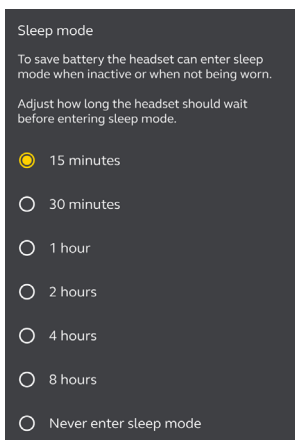 Sleep mode
To save battery the headset can enter sleep
mode when inactive or when not being worn.
Adjust how long the headset should wait
before entering sleep mode.
15 minutes
30 minutes
1 hour
2 hours
4 hours
8 hours
Never enter sleep mode